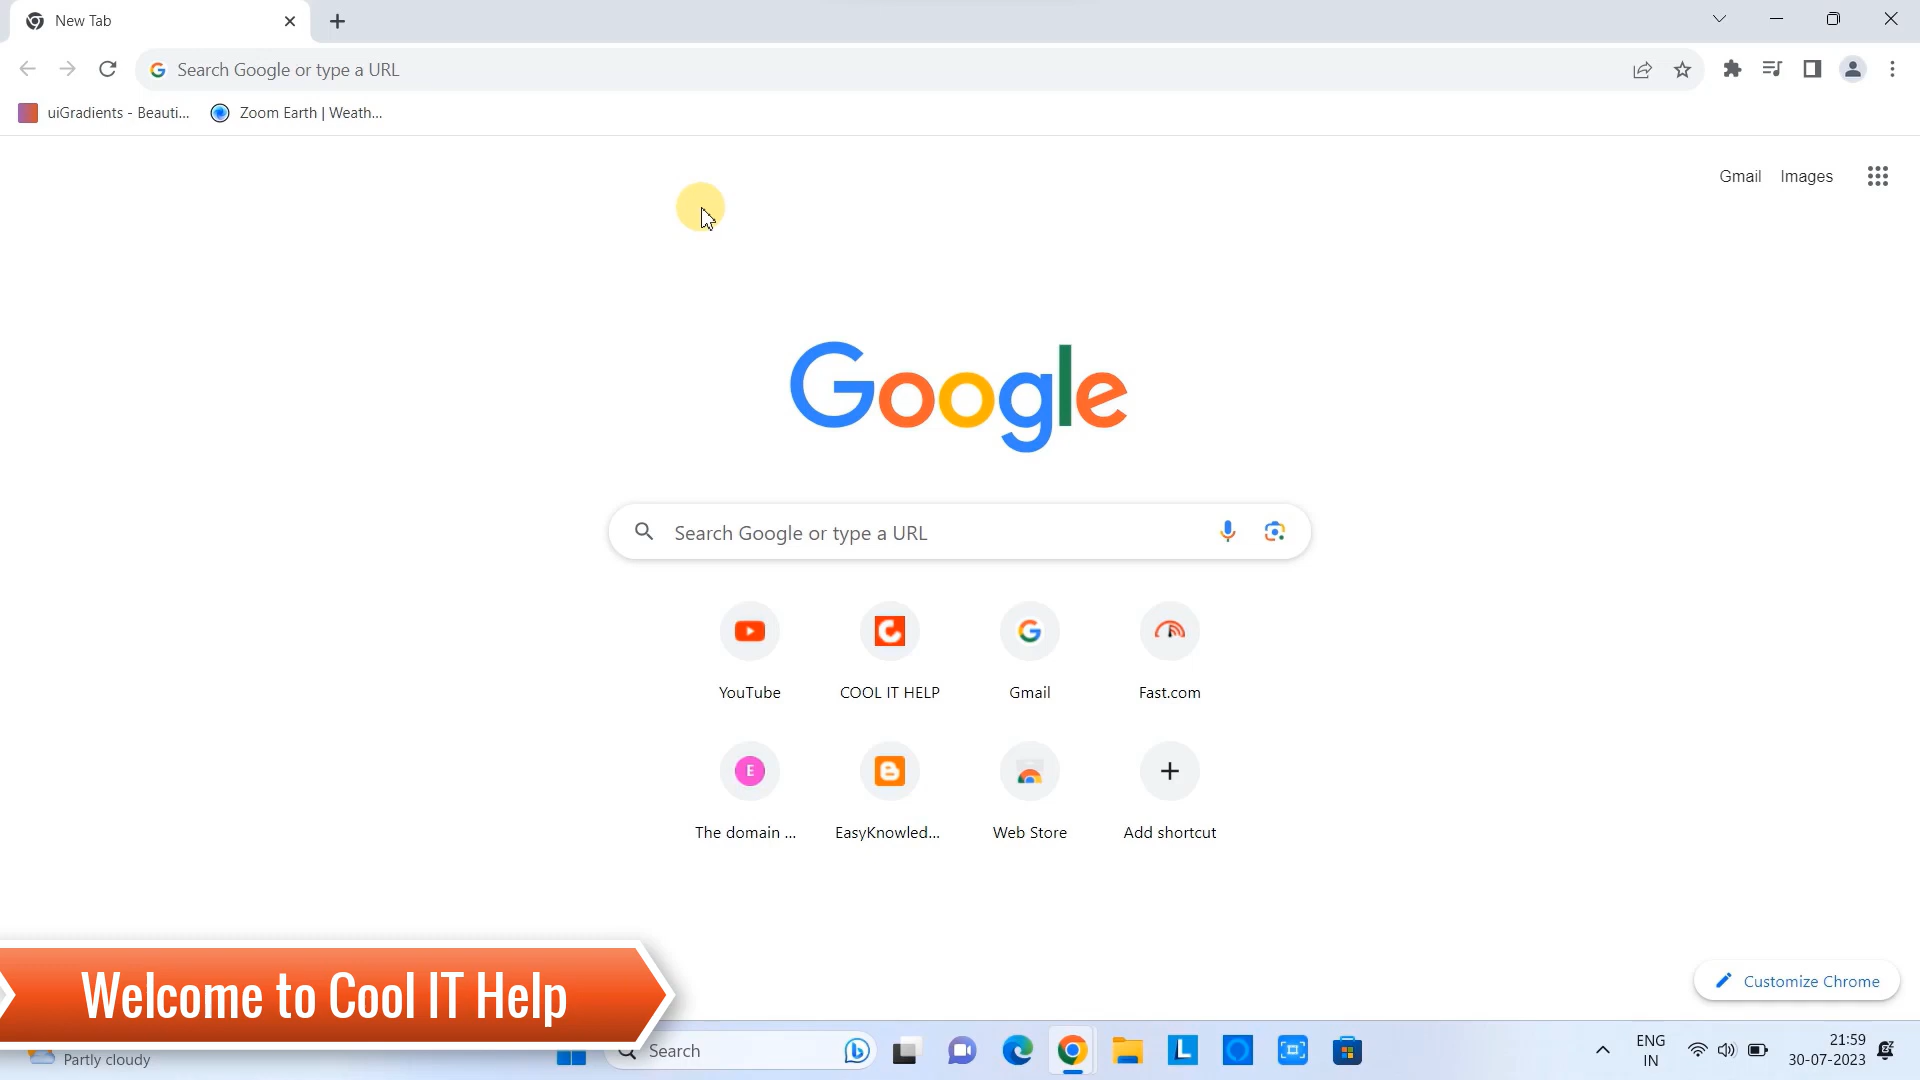 New Tab
Search Google or type a URL
uiGradients - Beauti...
Zoom Earth | Weath...
Gmail Images
Google
Search Google or type a URL
YouTube
COOL IT HELP
Gmail
Fast.com
E
The domain ...
EasyKnowled...
Web Store
Add shortcut
Welcome to Cool IT Help
Customize Chrome
Partly cloudy
Search
L
ENG
IN
21:59
30-07-2023